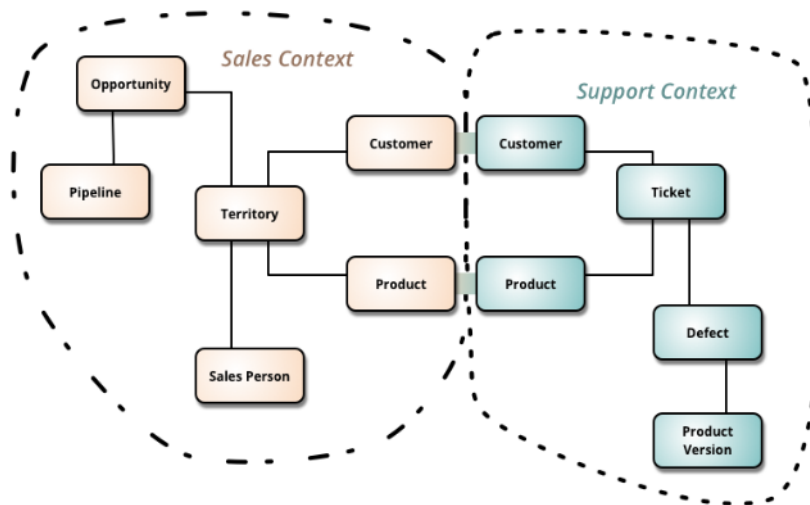 Sales Context
Opportunity
Support Context
Customer
Customer
Pipeline
Ticket
Territory
Product
Product
Defect
Sales Person
Product
Version